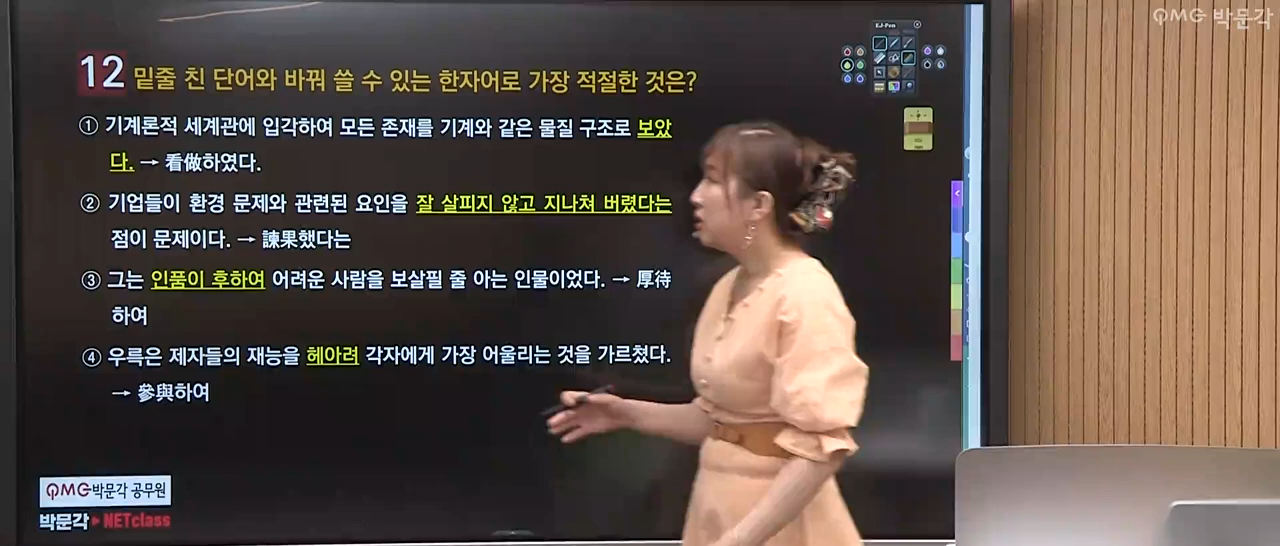 QMG 박문각
EJ-Pen
12 밑줄 친 단어와 바꿔 쓸 수 있는 한자어로 가장 적절한 것은?
① 기계론적 세계관에 입각하여 모든 존재를 기계와 같은 물질 구조로 보았
다. → 看做하였다.
② 기업들이 환경 문제와 관련된 요인을 잘 살피지 않고 지나쳐 버렸다는
점이 문제이다. → 諫果했다는
③ 그는 인품이 후하여 어려운 사람을 보살필 줄 아는 인물이었다. → 厚待
하여
④ 우륵은 제자들의 재능을 헤아려 각자에게 가장 어울리는 것을 가르쳤다.
→ 參與하여
QMG 박문각 공무원
박문각 ▶ NETclass